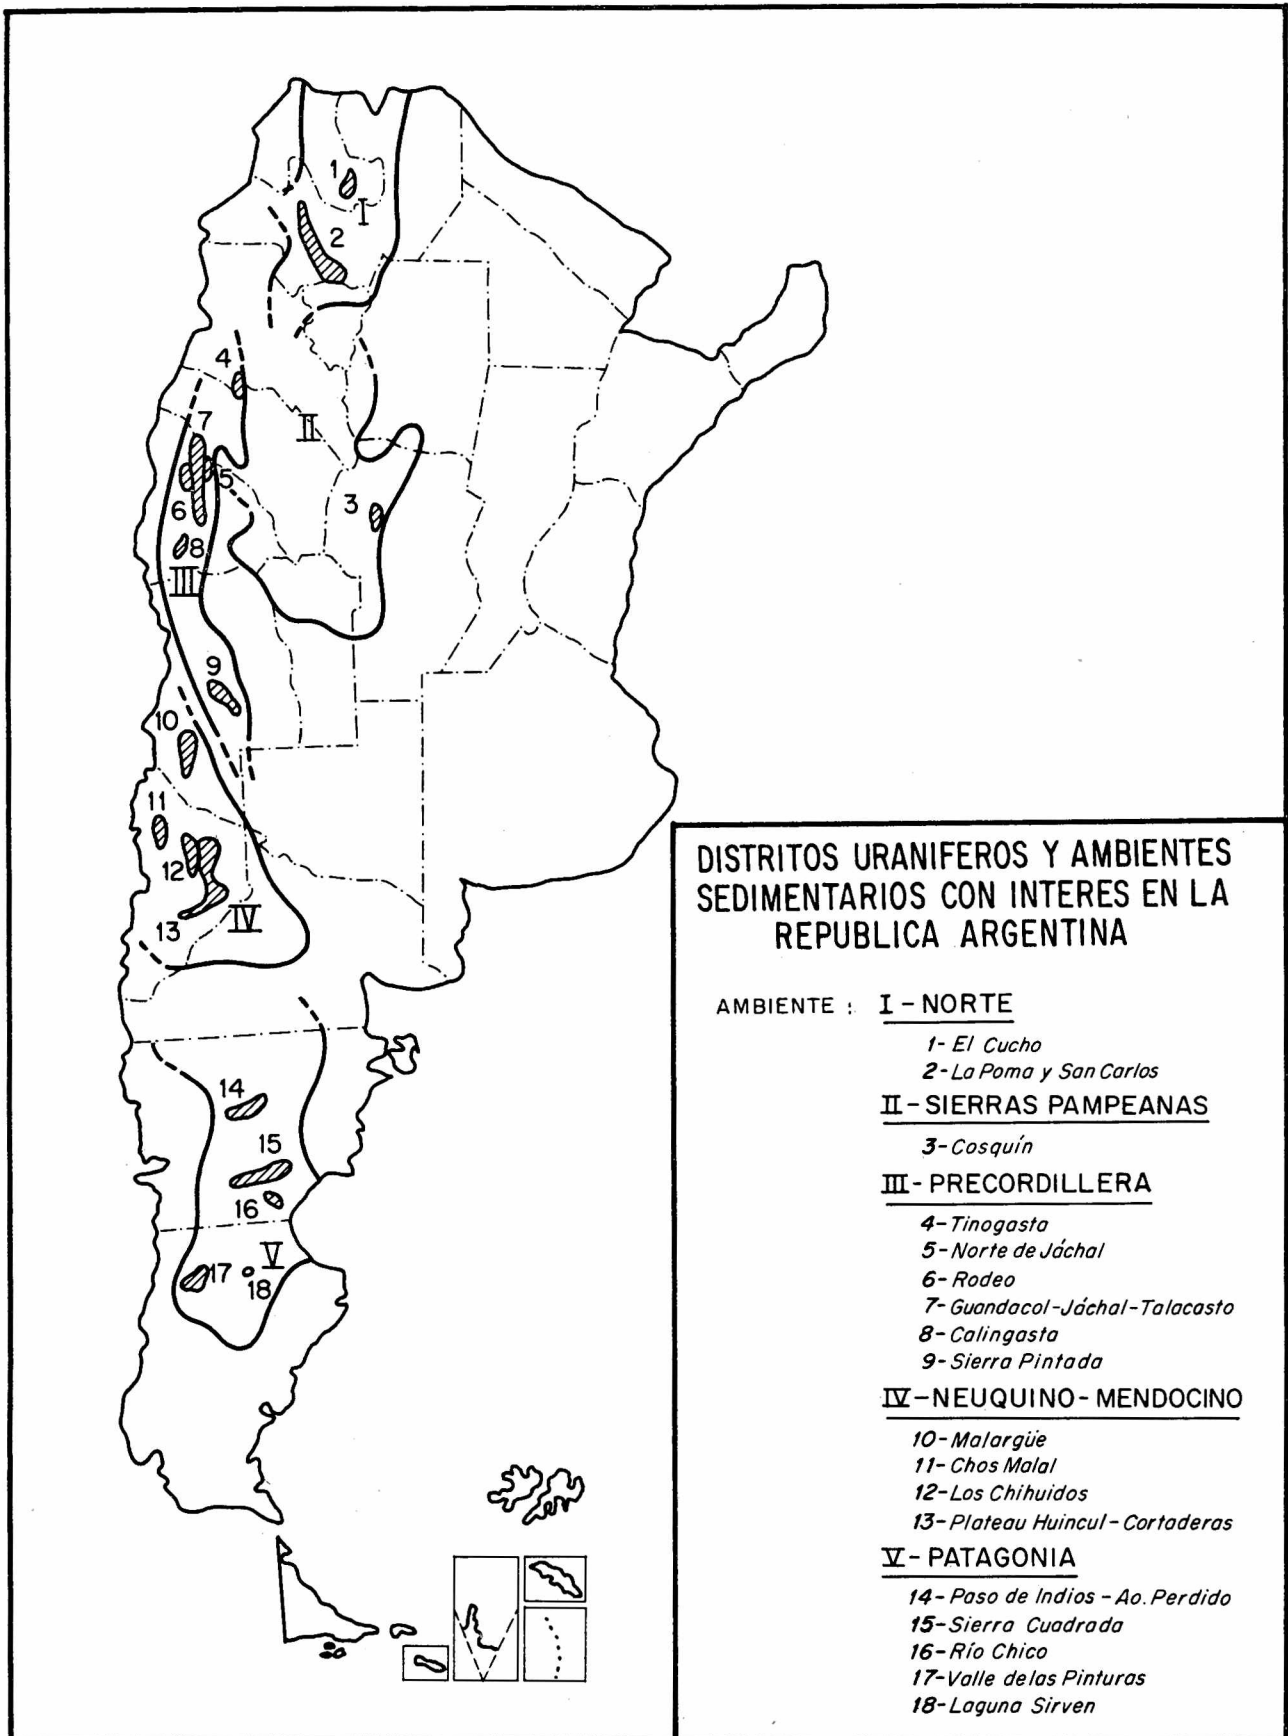 1
I
2
4
II
7
5
3
6
8
III
9
10
11
12
IV
13
14
15
16
V
17
18
DISTRITOS URANIFEROS Y AMBIENTES
SEDIMENTARIOS CON INTERES EN LA
REPUBLICA ARGENTINA
AMBIENTE : I - NORTE
1- El Cucho
2- La Poma y San Carlos
II - SIERRAS PAMPEANAS
3- Cosquín
III - PRECORDILLERA
4- Tinogasta
5- Norte de Jáchal
6- Rodeo
7- Guandacol-Jáchal-Talacasto
8- Calingasta
9- Sierra Pintada
IV - NEUQUINO - MENDOCINO
10- Malargüe
11- Chos Malal
12- Los Chihuidos
13- Plateau Huincul - Cortaderas
V - PATAGONIA
14- Paso de Indios - Ao. Perdido
15- Sierra Cuadrada
16- Río Chico
17- Valle de las Pinturas
18- Laguna Sirven